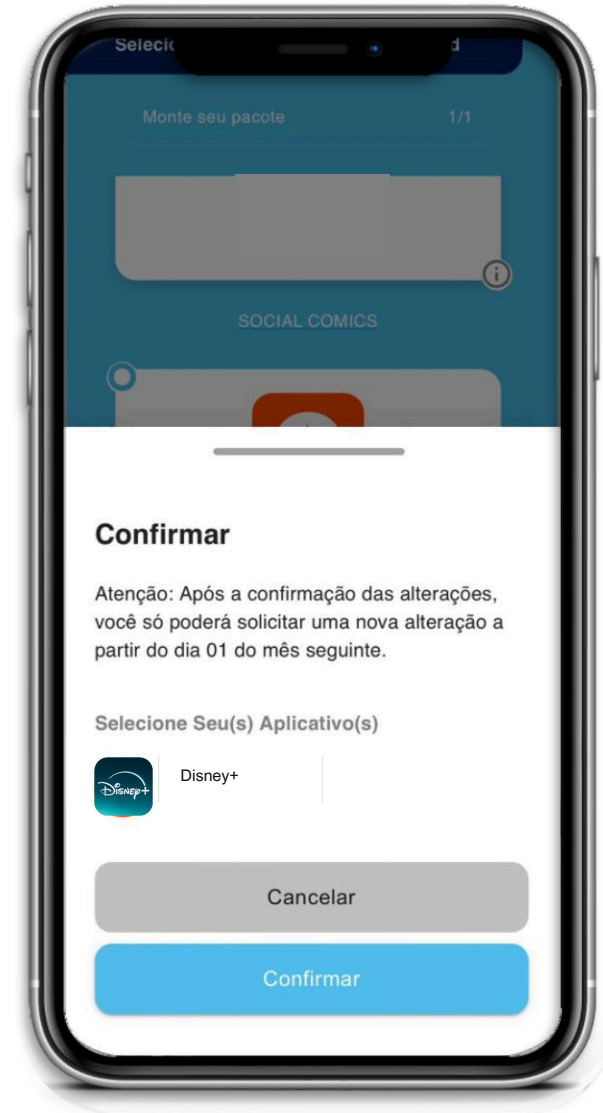 Selecio d
Monte seu pacote 1/1
SOCIAL COMICS
Confirmar
Atenção: Após a confirmação das alterações,
você só poderá solicitar uma nova alteração a
partir do dia 01 do mês seguinte.
Selecione Seu(s) Aplicativo(s)
Disney+
Disney+
Cancelar
Confirmar